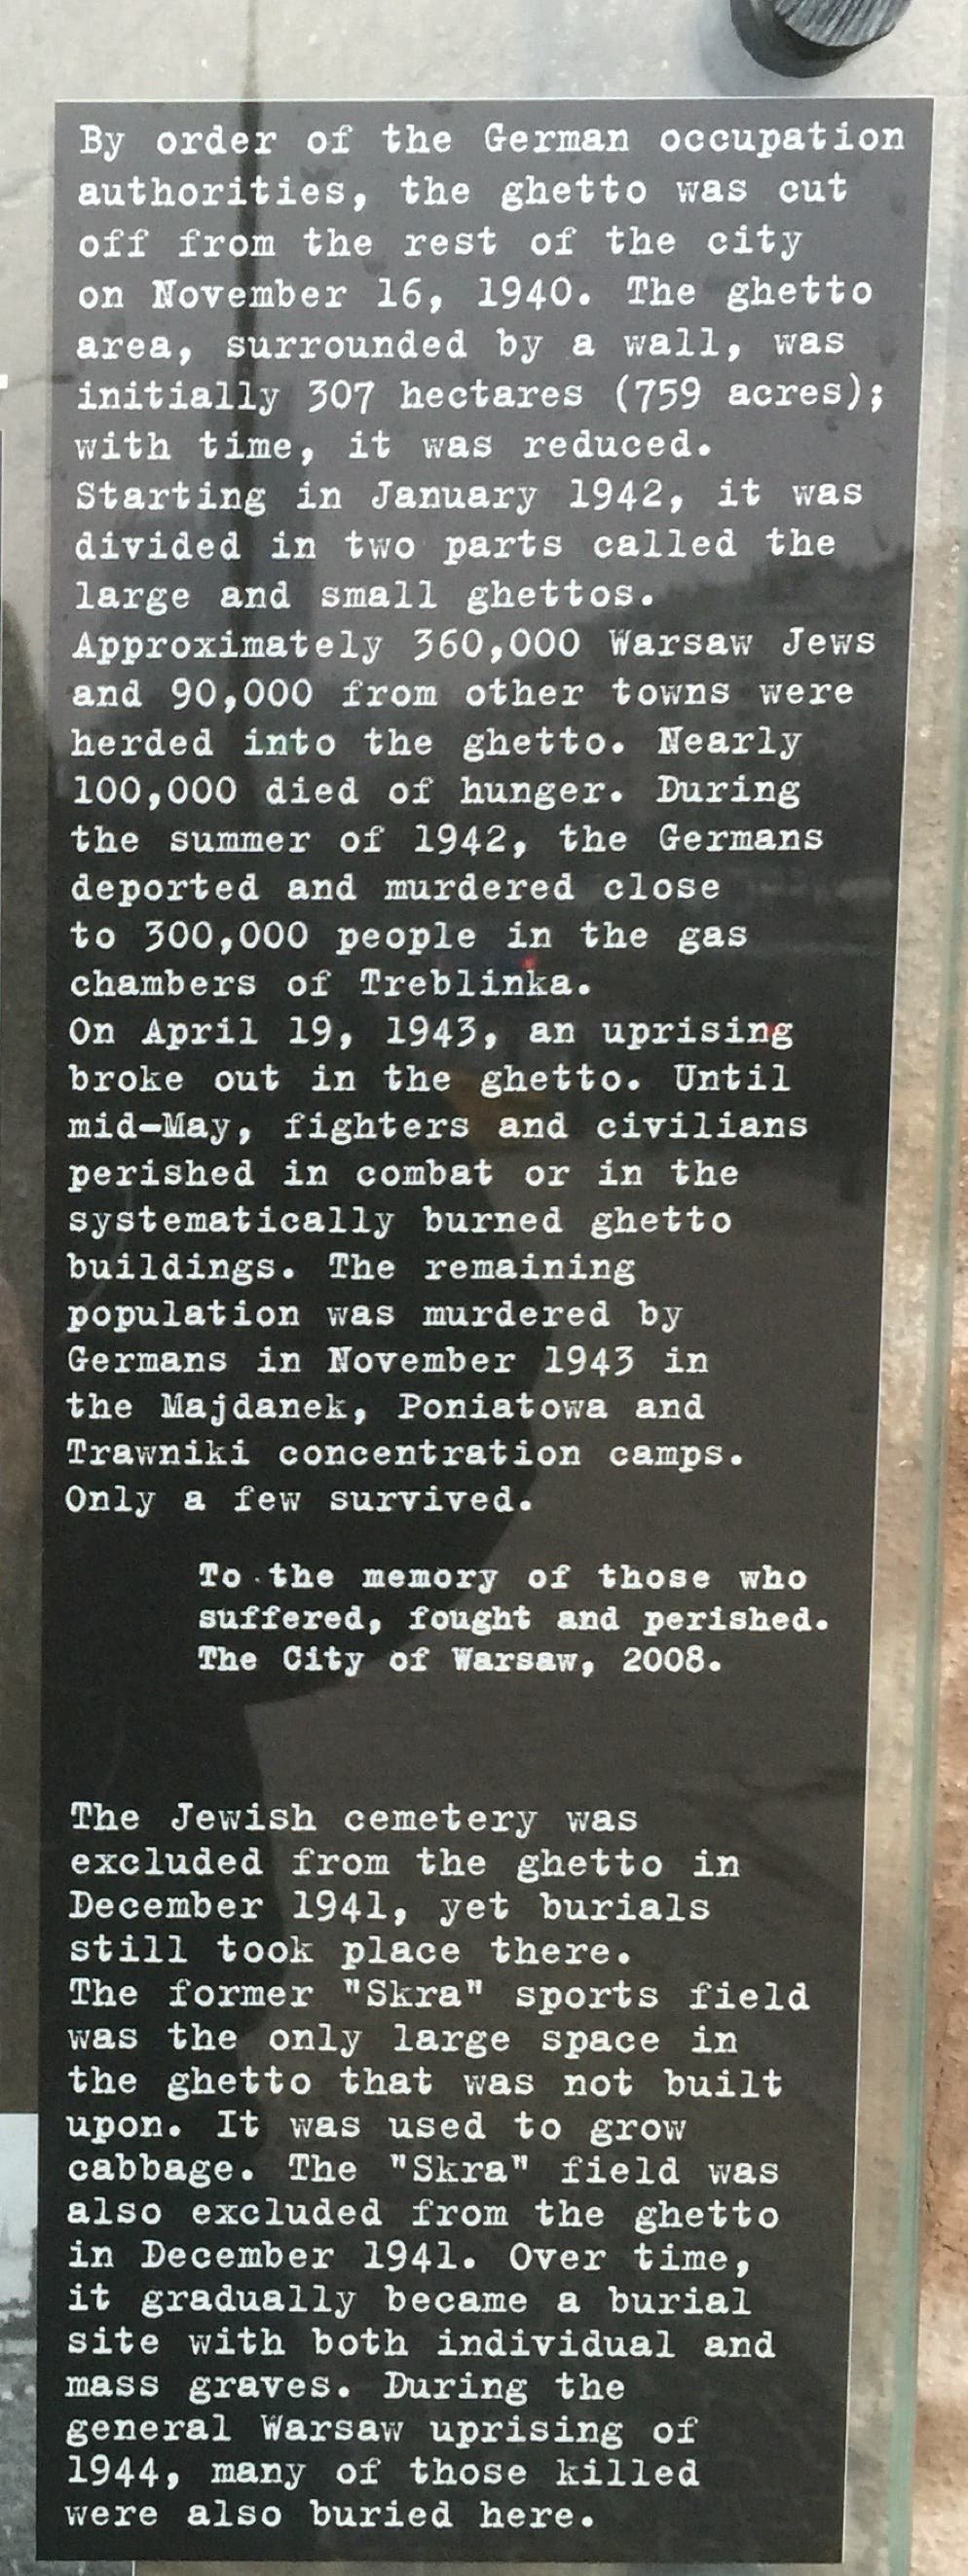 By order of the German occupation
authorities, the ghetto was cut
off from the rest of the city
on November 16, 1940. The ghetto
area, surrounded by a wall, was
initially 307 hectares (759 acres);
with time, it was reduced.
Starting in January 1942, it was
divided in two parts called the
large and small ghettos.
Approximately 360,000 Warsaw Jews
and 90,000 from other towns were
herded into the ghetto. Nearly
100,000 died of hunger. During
the summer of 1942, the Germans
deported and murdered close
to 300,000 people in the gas
chambers of Treblinka.
On April 19, 1943, an uprising
broke out in the ghetto. Until
mid-May, fighters and civilians
perished in combat or in the
systematically burned ghetto
buildings. The remaining
population was murdered by
Germans in November 1943 in
the Majdanek, Poniatowa and
Trawniki concentration camps.
Only a few survived.
To the memory of those who
suffered, fought and perished.
The City of Warsaw, 2008.
The Jewish cemetery was
excluded from the ghetto in
December 1941, yet burials
still took place there.
The former "Skra" sports field
was the only large space in
the ghetto that was not built
upon. It was used to grow
cabbage. The "Skra" field was
also excluded from the ghetto
in December 1941. Over time,
it gradually became a burial
site with both individual and
mass graves. During the
general Warsaw uprising of
1944, many of those killed
were also buried here.